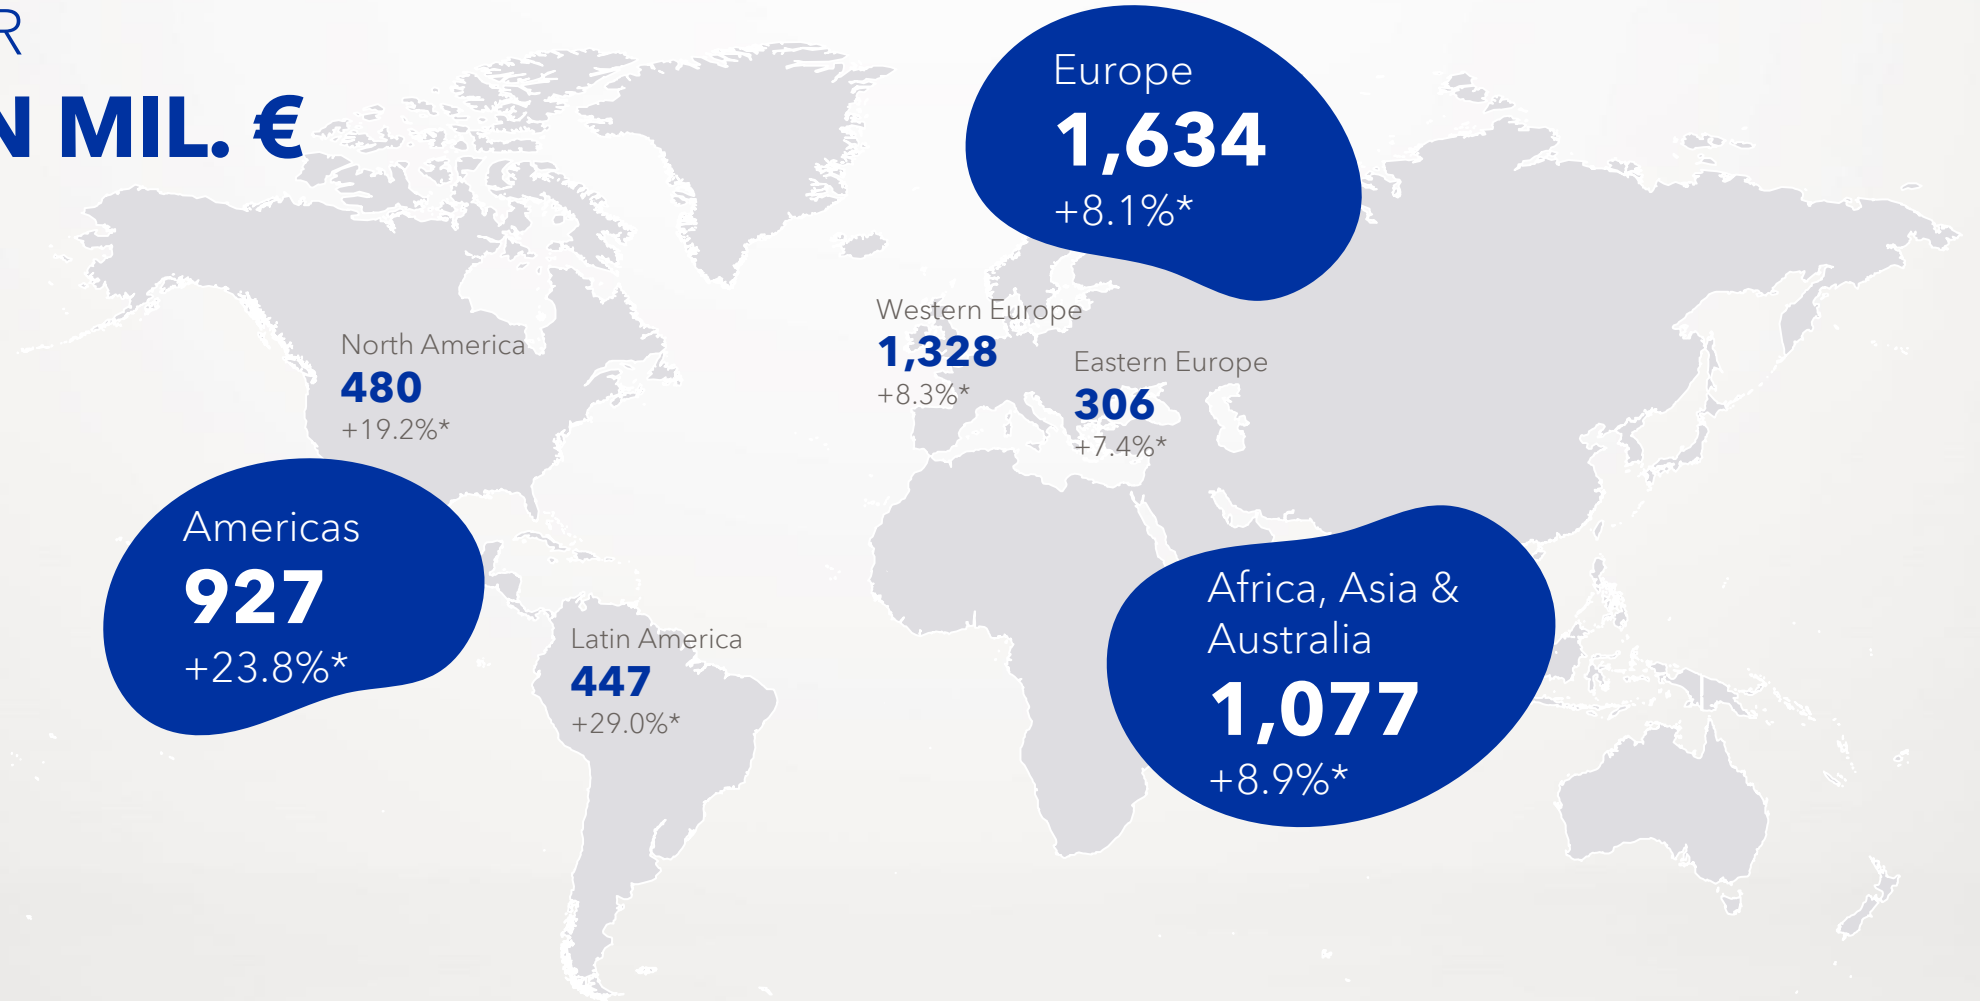 R
N MIL. €
Europe
1,634
+8.1%*
Western Europe
1,328
+8.3%*
Eastern Europe
306
+7.4%*
North America
480
+19.2%*
Americas
927
+23.8%*
Latin America
447
+29.0%*
Africa, Asia &
Australia
1,077
+8.9%*